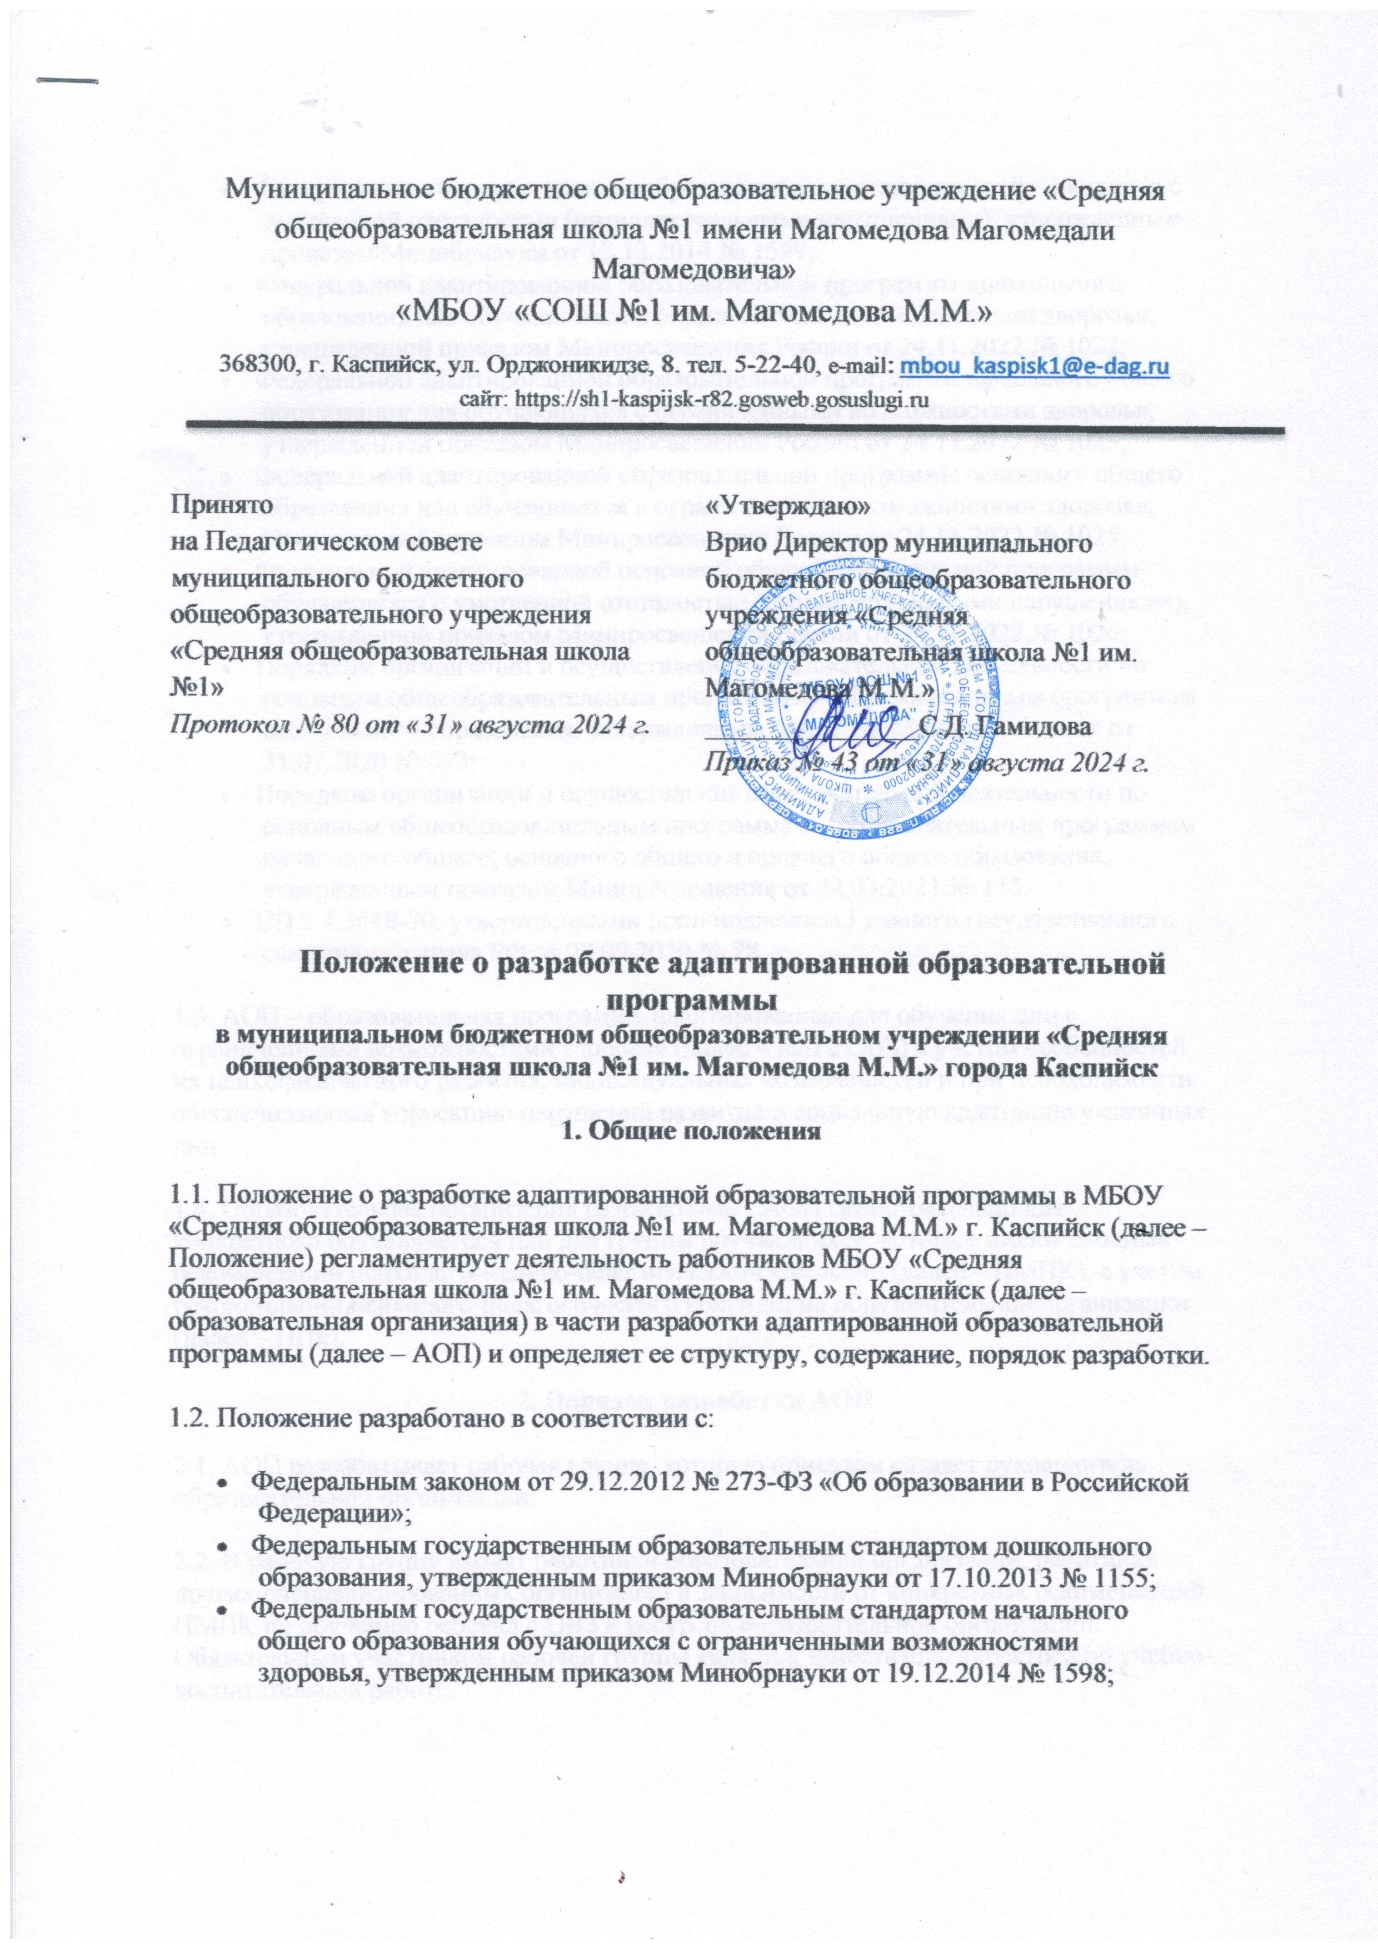 Муниципальное бюджетное общеобразовательное учреждение «Средняя
общеобразовательная школа №1 имени Магомедова Магомедали
Магомедовича»
«МБОУ «СОШ №1 им. Магомедова М.М.»
368300, г. Каспийск, ул. Орджоникидзе, 8. тел. 5-22-40, e-mail: mbou_kaspisk1@e-dag.ru
сайт: https://sh1-kaspijsk-r82.gosweb.gosuslugi.ru
Принято
на Педагогическом совете
муниципального бюджетного
общеобразовательного учреждения
«Средняя общеобразовательная школа
№1»
Протокол № 80 от «31» августа 2024 г.
«Утверждаю»
Врио Директор муниципального
бюджетного общеобразовательного
учреждения «Средняя
общеобразовательная школа №1 им.
Магомедова М.М.»
С.Д. Гамидова
Приказ № 43 от «31» августа 2024 г.
"МБОУ "СОШ №1
ИМ. М.М.
МАГОМЕДОВА"
Положение о разработке адаптированной образовательной
программы
в муниципальном бюджетном общеобразовательном учреждении «Средняя
общеобразовательная школа №1 им. Магомедова М.М.» города Каспийск
1. Общие положения
1.1. Положение о разработке адаптированной образовательной программы в МБОУ
«Средняя общеобразовательная школа №1 им. Магомедова М.М.» г. Каспийск (далее –
Положение) регламентирует деятельность работников МБОУ «Средняя
общеобразовательная школа №1 им. Магомедова М.М.» г. Каспийск (далее –
образовательная организация) в части разработки адаптированной образовательной
программы (далее – АОП) и определяет ее структуру, содержание, порядок разработки.
1.2. Положение разработано в соответствии с:
• Федеральным законом от 29.12.2012 № 273-ФЗ «Об образовании в Российской
Федерации»;
• Федеральным государственным образовательным стандартом дошкольного
образования, утвержденным приказом Минобрнауки от 17.10.2013 № 1155;
• Федеральным государственным образовательным стандартом начального
общего образования обучающихся с ограниченными возможностями
здоровья, утвержденным приказом Минобрнауки от 19.12.2014 № 1598;